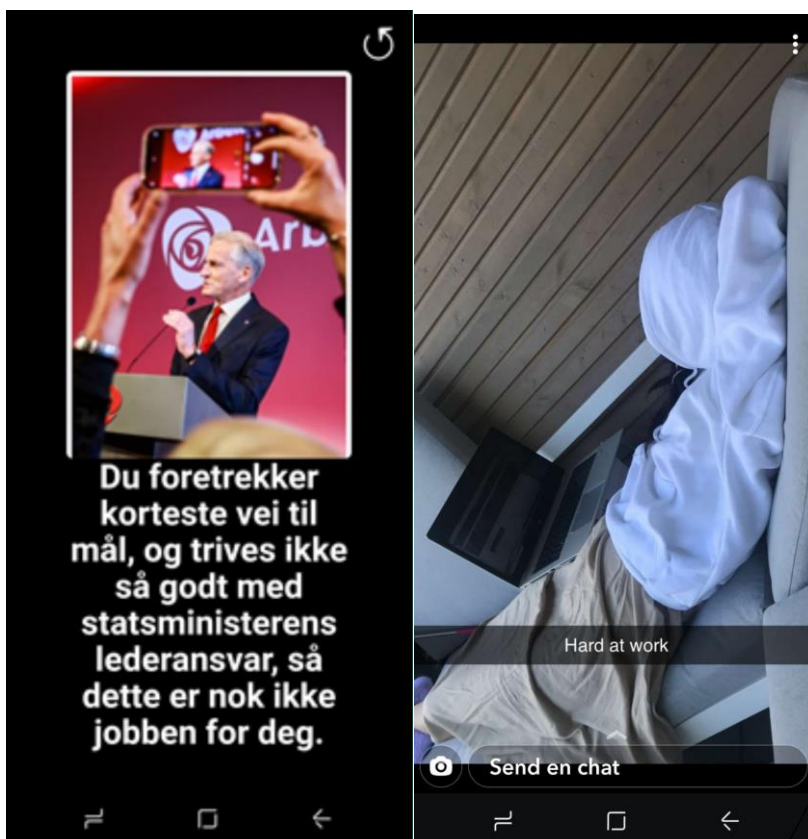 Arb
Du foretrekker
korteste vei til
mål, og trives ikke
så godt med
statsministerens
lederansvar, så
dette er nok ikke
jobben for deg.
Hard at work
Send en chat